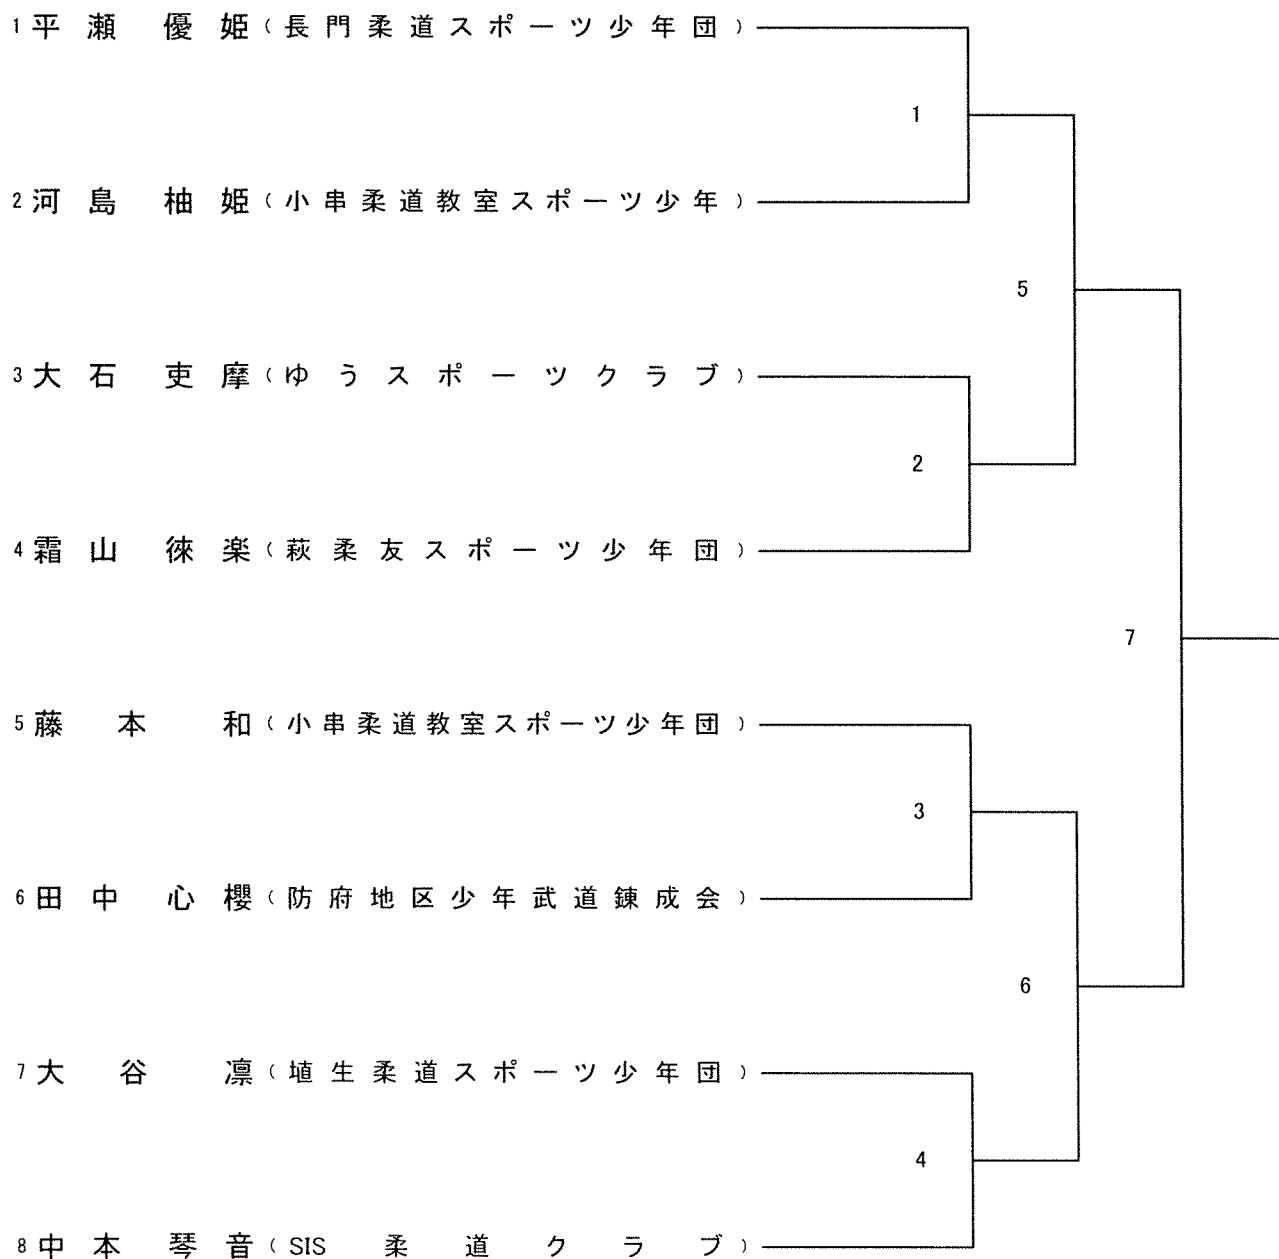 1 平瀬 優姫（長門柔道スポーツ少年団）
1
2 河島 柚姫（小串柔道教室スポーツ少年）
5
3 大石 吏摩（ゆうスポーツクラブ）
2
4 霜山 徠楽（萩柔友スポーツ少年団）
7
5 藤本 和（小串柔道教室スポーツ少年団）
3
6 田中 心櫻（防府地区少年武道錬成会）
6
7 大谷 凛（埴生柔道スポーツ少年団）
4
8 中本 琴音（SIS 柔道クラブ）